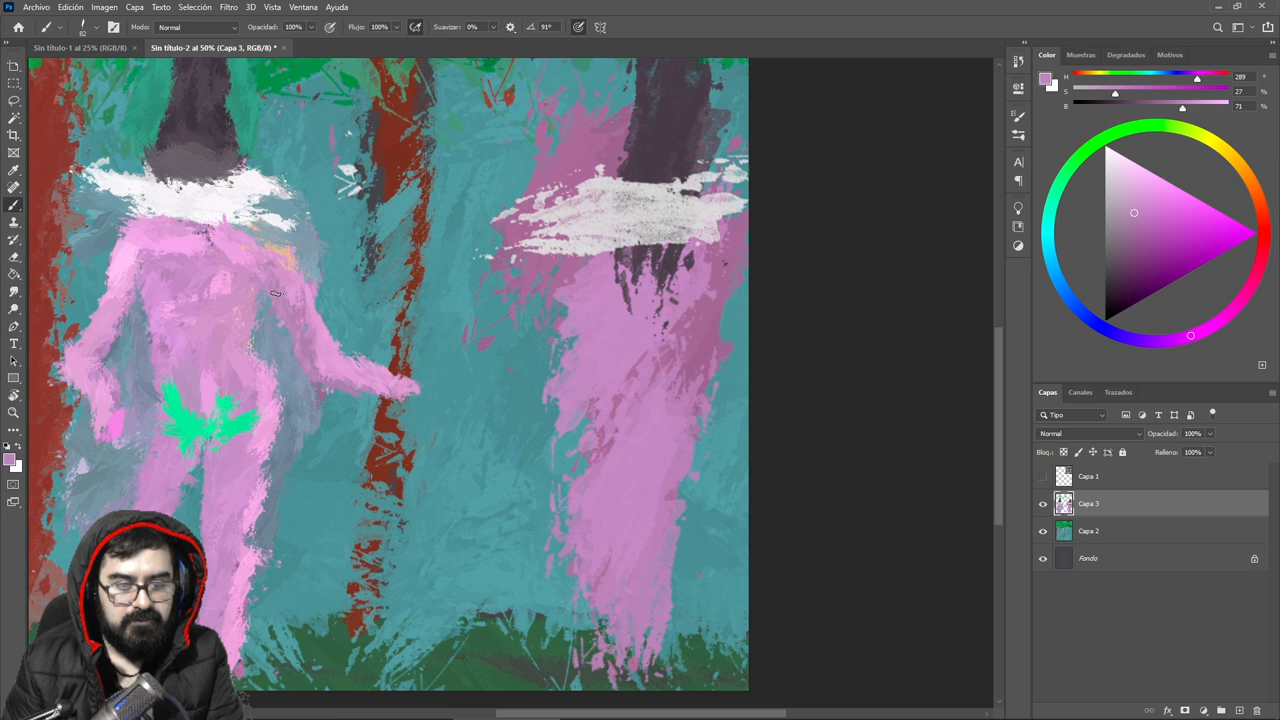 Ps Archivo Edición Imagen Capa Texto Selección Filtro 3D Vista Ventana Ayuda
82 Modo: Normal Opacidad: 100% Flujo: 100% Suavizar: 0% 91°
Sin título-1 al 25% (RGB/8) × Sin título-2 al 50% (Capa 3, RGB/8) * ×
Color Muestras Degradados Motivos
H 289 °
S 27 %
B 71 %
Capas Canales Trazados
Tipo
Normal Opacidad: 100%
Bloq.: Relleno: 100%
Capa 1
Capa 3
Capa 2
Fondo